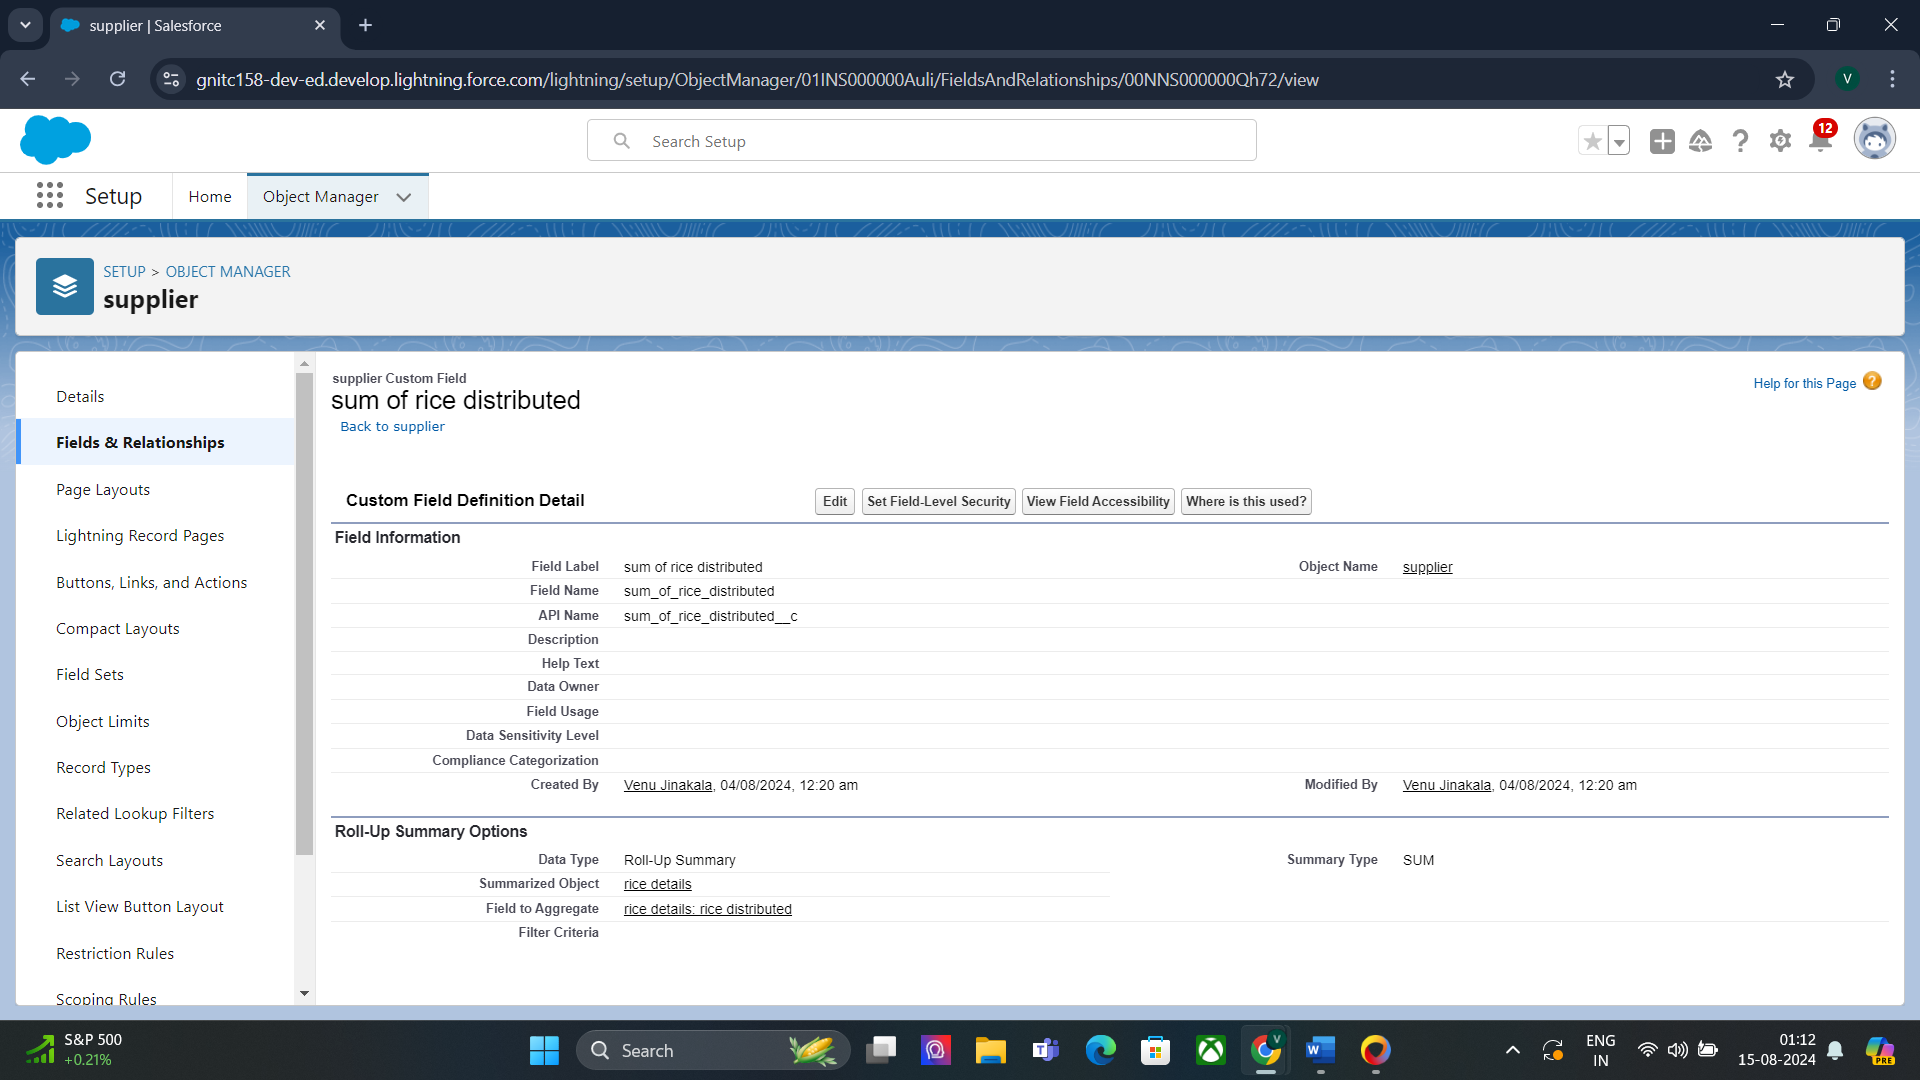 supplier | Salesforce
gnitc158-dev-ed.develop.lightning.force.com/lightning/setup/ObjectManager/01INS000000Auli/FieldsAndRelationships/00NNS000000Qh72/view
V
Search Setup
12
Setup
Home
Object Manager
SETUP > OBJECT MANAGER
supplier
Details
Fields & Relationships
Page Layouts
Lightning Record Pages
Buttons, Links, and Actions
Compact Layouts
Field Sets
Object Limits
Record Types
Related Lookup Filters
Search Layouts
List View Button Layout
Restriction Rules
Scoping Rules
supplier Custom Field
sum of rice distributed
Back to supplier
Help for this Page ?
Custom Field Definition Detail
Edit Set Field-Level Security View Field Accessibility Where is this used?
Field Information
Field Label sum of rice distributed Object Name supplier
Field Name sum_of_rice_distributed
API Name sum_of_rice_distributed__c
Description
Help Text
Data Owner
Field Usage
Data Sensitivity Level
Compliance Categorization
Created By Venu Jinakala, 04/08/2024, 12:20 am Modified By Venu Jinakala, 04/08/2024, 12:20 am
Roll-Up Summary Options
Data Type Roll-Up Summary Summary Type SUM
Summarized Object rice details
Field to Aggregate rice details: rice distributed
Filter Criteria
S&P 500
+0.21%
Search
ENG
IN
01:12
15-08-2024
PRE